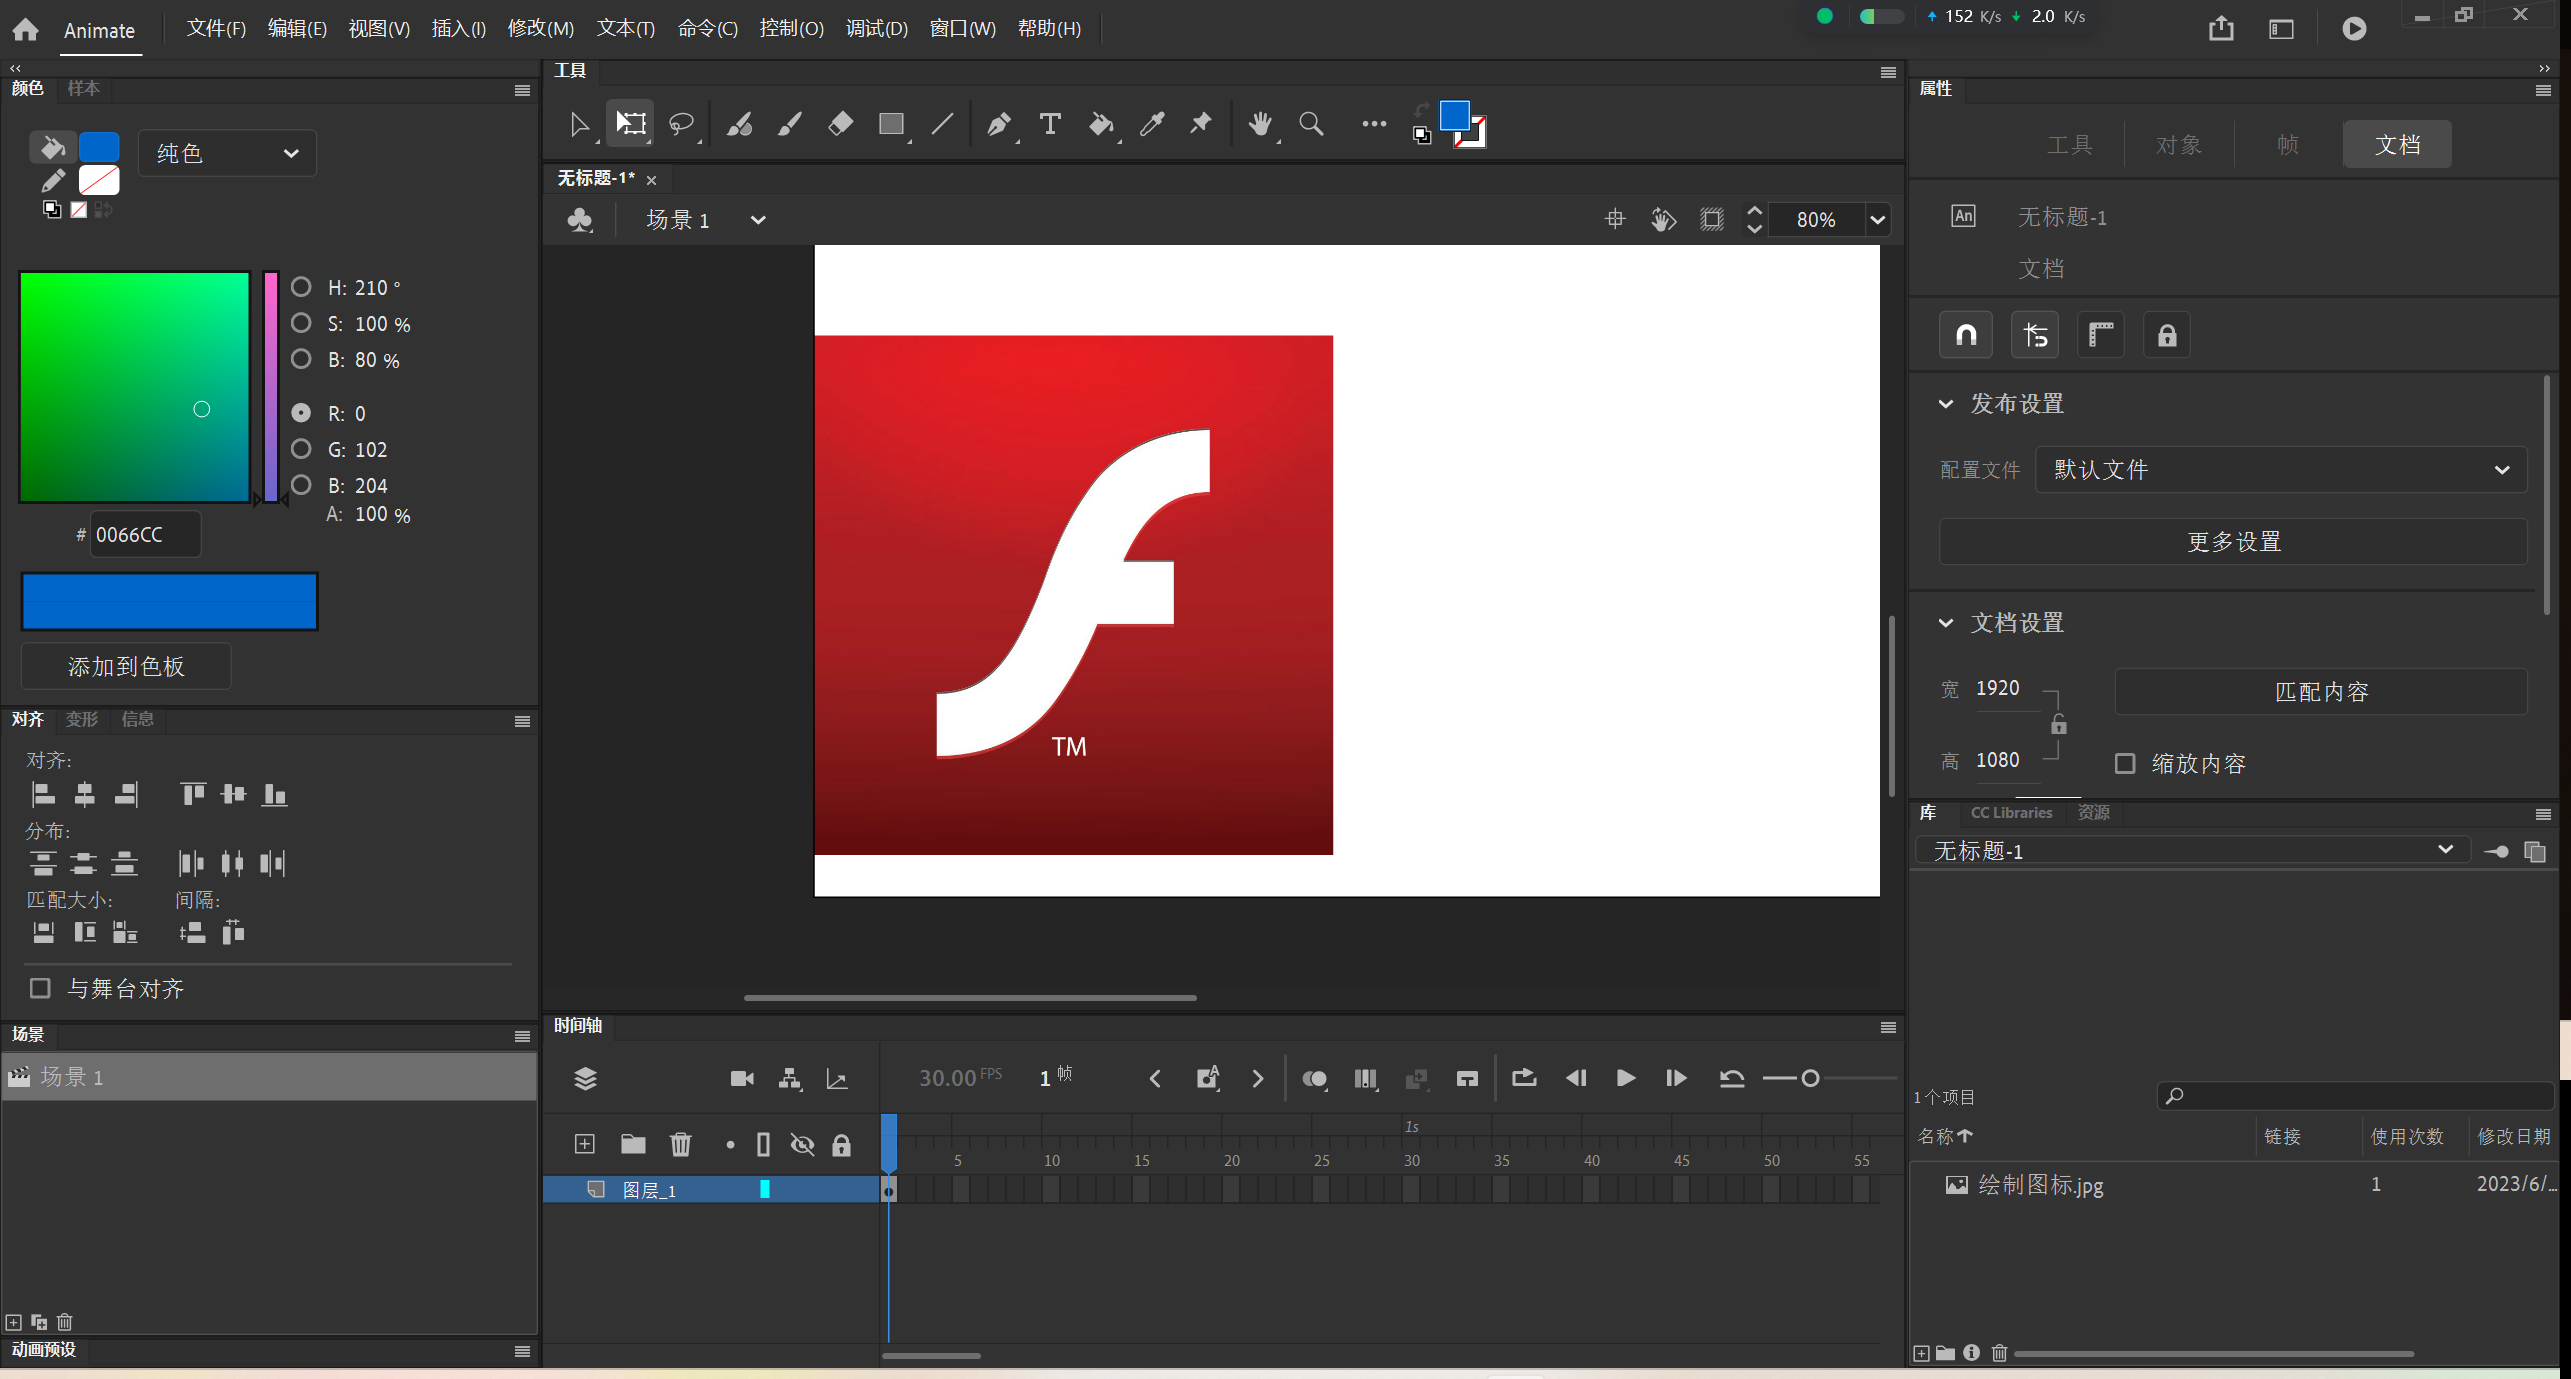 Animate 文件(F) 编辑(E) 视图(V) 插入(I) 修改(M) 文本(T) 命令(C) 控制(O) 调试(D) 窗口(W) 帮助(H) 152 K/s 2.0 K/s
颜色 样本
纯色
H: 210 °
S: 100 %
B: 80 %
R: 0
G: 102
B: 204
A: 100 %
# 0066CC
添加到色板
对齐 变形 信息
对齐:
分布:
匹配大小: 间隔:
与舞台对齐
场景
场景 1
动画预设
工具
无标题-1*
场景 1
80%
TM
时间轴
30.00 FPS 1 帧
1s
5 10 15 20 25 30 35 40 45 50 55
图层_1
属性
工具 对象 帧 文档
An 无标题-1
文档
发布设置
配置文件 默认文件
更多设置
文档设置
宽 1920
匹配内容
高 1080
缩放内容
库 CC Libraries 资源
无标题-1
1个项目
名称 链接 使用次数 修改日期
绘制图标.jpg 1 2023/6/...